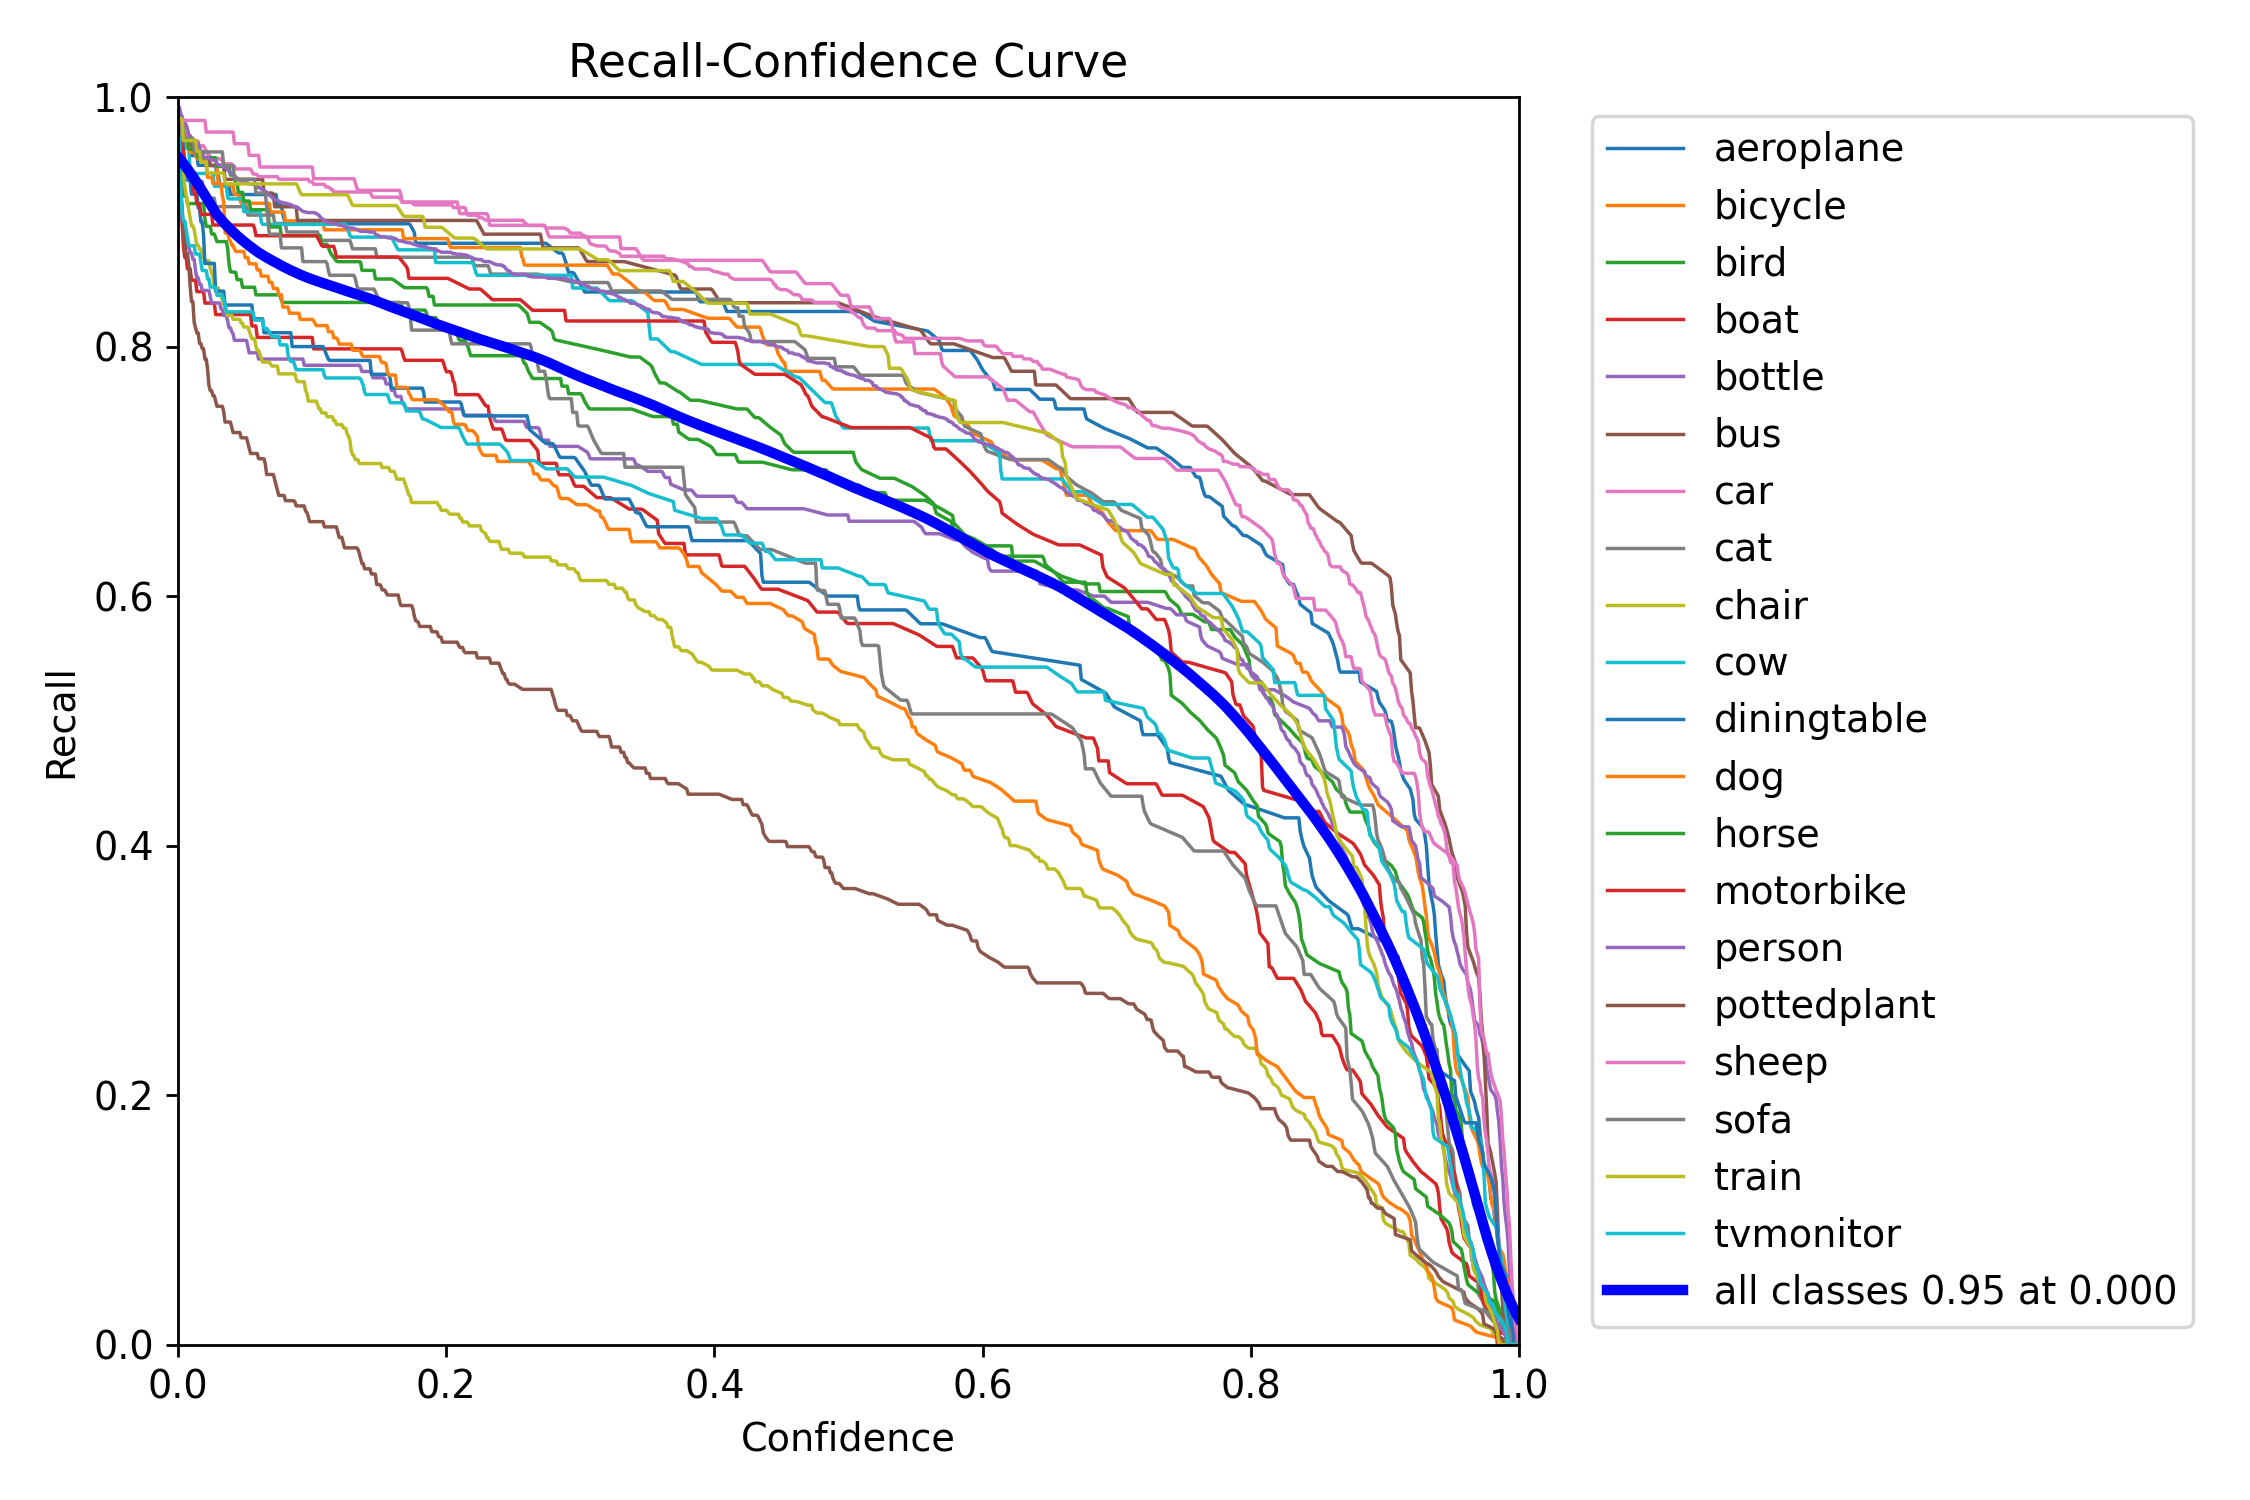 Recall-Confidence Curve
1.0
0.8
0.6
0.4
0.2
0.0
Recall
0.0 0.2 0.4 0.6 0.8 1.0
Confidence
aeroplane
bicycle
bird
boat
bottle
bus
car
cat
chair
cow
diningtable
dog
horse
motorbike
person
pottedplant
sheep
sofa
train
tvmonitor
all classes 0.95 at 0.000